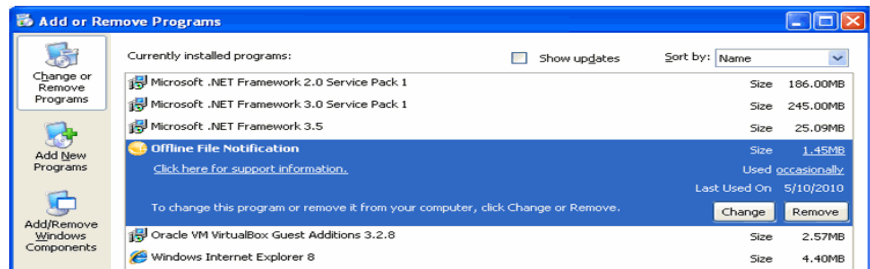 Add or Remove Programs
Change or
Remove
Programs
Currently installed programs:
Show updates
Sort by: Name
Microsoft .NET Framework 2.0 Service Pack 1 Size 186.00MB
Microsoft .NET Framework 3.0 Service Pack 1 Size 245.00MB
Microsoft .NET Framework 3.5 Size 25.09MB
Add New
Programs
Offline File Notification Size 1.45MB
Click here for support information. Used occasionally
Last Used On 5/10/2010
To change this program or remove it from your computer, click Change or Remove. Change Remove
Add/Remove
Windows
Components
Oracle VM VirtualBox Guest Additions 3.2.8 Size 2.57MB
Windows Internet Explorer 8 Size 4.40MB